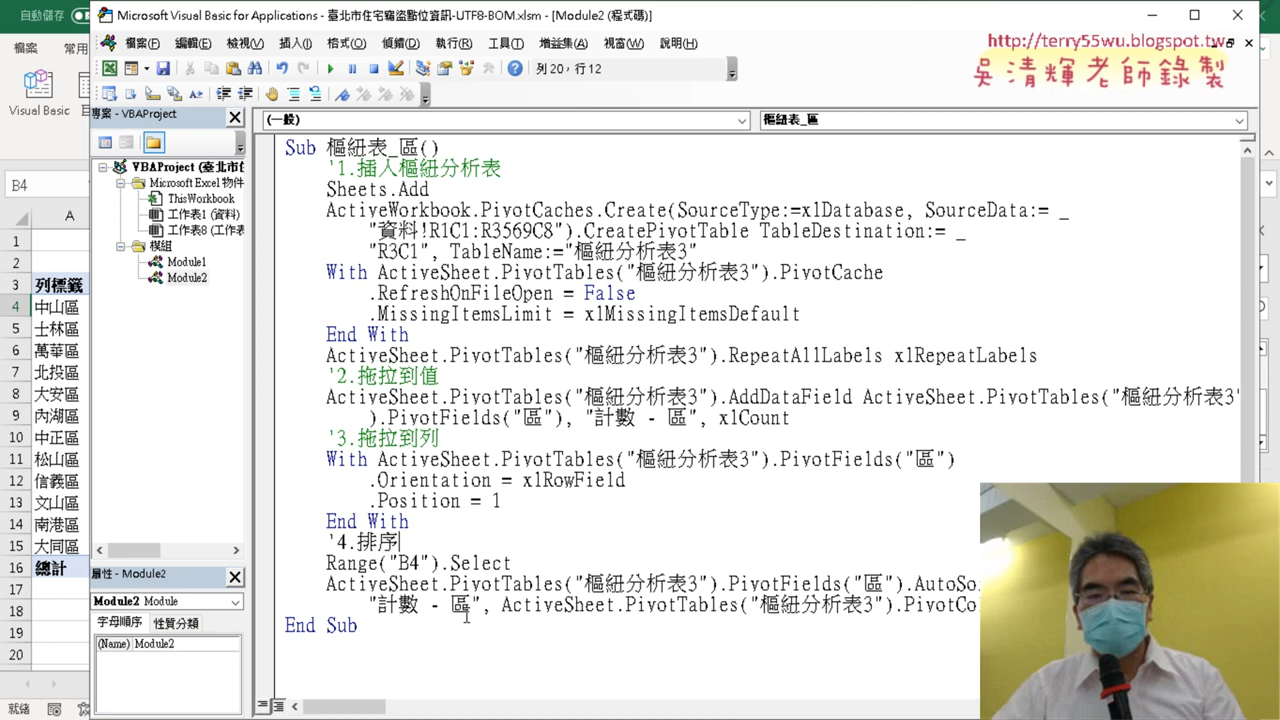 自動儲存
Microsoft Visual Basic for Applications - 臺北市住宅竊盜點位資訊-UTF8-BOM.xlsm - [Module2 (程式碼)]
http://terry55wu.blogspot.tw
吳清輝老師錄製
檔案
常用
檔案(F) 編輯(E) 檢視(V) 插入(I) 格式(O) 偵錯(D) 執行(R) 工具(T) 增益集(A) 視窗(W) 說明(H)
列 20，行 12
Visual Basic
專案 - VBAProject
(一般)
樞紐表_區
VBAProject (臺北市住
Microsoft Excel 物件
ThisWorkbook
工作表1 (資料)
工作表8 (工作表
模組
Module1
Module2
B4
A
1
2
3 列標籤
4 中山區
5 士林區
6 萬華區
7 北投區
8 大安區
9 內湖區
10 中正區
11 松山區
12 信義區
13 文山區
14 南港區
15 大同區
16 總計
17
18
19
20
就緒
屬性 - Module2
Module2 Module
字母順序 性質分類
(Name) Module2
Sub 樞紐表_區()
'1.插入樞紐分析表
Sheets.Add
ActiveWorkbook.PivotCaches.Create(SourceType:=xlDatabase, SourceData:= _
"資料!R1C1:R3569C8").CreatePivotTable TableDestination:= _
"R3C1", TableName:="樞紐分析表3"
With ActiveSheet.PivotTables("樞紐分析表3").PivotCache
.RefreshOnFileOpen = False
.MissingItemsLimit = xlMissingItemsDefault
End With
ActiveSheet.PivotTables("樞紐分析表3").RepeatAllLabels xlRepeatLabels
'2.拖拉到值
ActiveSheet.PivotTables("樞紐分析表3").AddDataField ActiveSheet.PivotTables("樞紐分析表3"
).PivotFields("區"), "計數 - 區", xlCount
'3.拖拉到列
With ActiveSheet.PivotTables("樞紐分析表3").PivotFields("區")
.Orientation = xlRowField
.Position = 1
End With
'4.排序
Range("B4").Select
ActiveSheet.PivotTables("樞紐分析表3").PivotFields("區").AutoSo
"計數 - 區", ActiveSheet.PivotTables("樞紐分析表3").PivotCo
End Sub